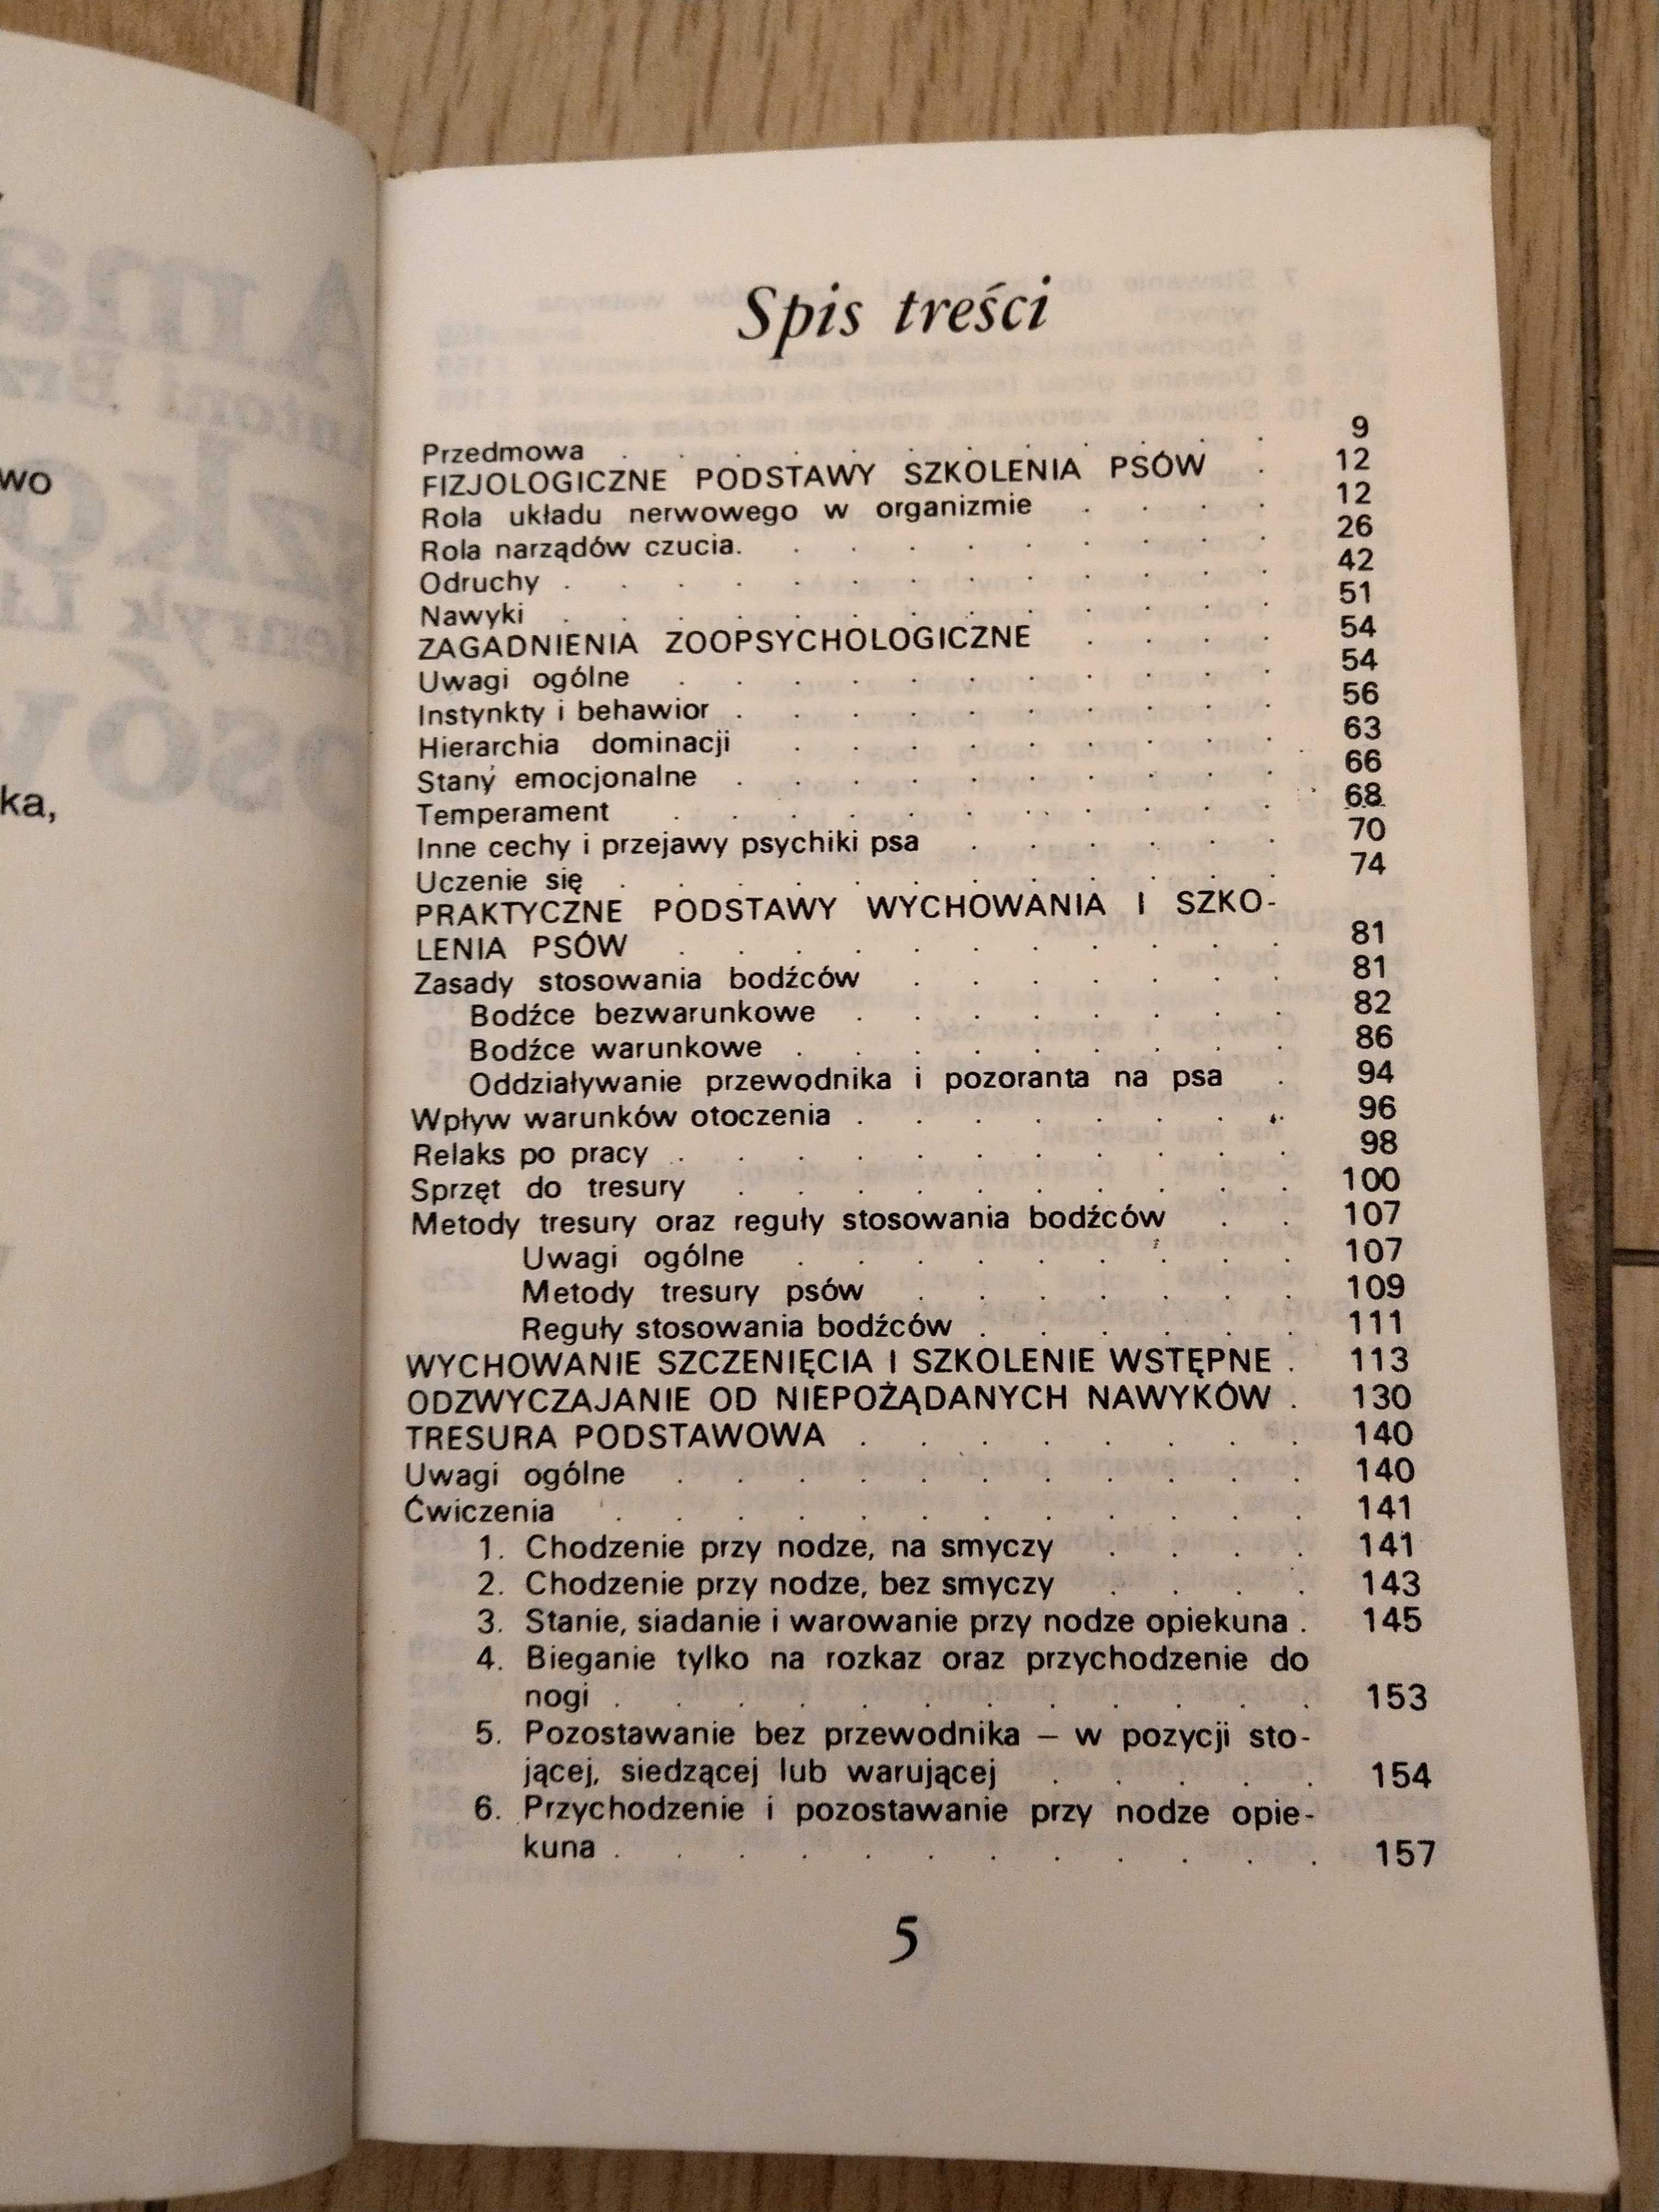 wo
ka,
Spis treści
Przedmowa . . . . . . . . . . . 9
FIZJOLOGICZNE PODSTAWY SZKOLENIA PSÓW . 12
Rola układu nerwowego w organizmie . . . . 12
Rola narządów czucia. . . . . . . . . . 26
Odruchy . . . . . . . . . . . . . 42
Nawyki . . . . . . . . . . . . . 51
ZAGADNIENIA ZOOPSYCHOLOGICZNE . . . . 54
Uwagi ogólne . . . . . . . . . . . 54
Instynkty i behawior . . . . . . . . . . 56
Hierarchia dominacji . . . . . . . . . 63
Stany emocjonalne . . . . . . . . . . 66
Temperament . . . . . . . . . . . 68
Inne cechy i przejawy psychiki psa . . . . . . 70
Uczenie się . . . . . . . . . . . . 74
PRAKTYCZNE PODSTAWY WYCHOWANIA I SZKO-
LENIA PSÓW . . . . . . . . . . . 81
Zasady stosowania bodźców . . . . . . . 81
Bodźce bezwarunkowe . . . . . . . . 82
Bodźce warunkowe . . . . . . . . . 86
Oddziaływanie przewodnika i pozoranta na psa . 94
Wpływ warunków otoczenia . . . . . . . . 96
Relaks po pracy . . . . . . . . . . . 98
Sprzęt do tresury . . . . . . . . . . 100
Metody tresury oraz reguły stosowania bodźców . . 107
Uwagi ogólne . . . . . . . . . 107
Metody tresury psów . . . . . . . 109
Reguły stosowania bodźców . . . . . . 111
WYCHOWANIE SZCZENIĘCIA I SZKOLENIE WSTĘPNE . 113
ODZWYCZAJANIE OD NIEPOŻĄDANYCH NAWYKÓW . 130
TRESURA PODSTAWOWA . . . . . . . . 140
Uwagi ogólne . . . . . . . . . . . 140
Ćwiczenia . . . . . . . . . . . . 141
1. Chodzenie przy nodze, na smyczy . . . . 141
2. Chodzenie przy nodze, bez smyczy . . . . 143
3. Stanie, siadanie i warowanie przy nodze opiekuna . 145
4. Bieganie tylko na rozkaz oraz przychodzenie do
nogi . . . . . . . . . . . . 153
5. Pozostawanie bez przewodnika – w pozycji sto-
jącej, siedzącej lub warującej . . . . . 154
6. Przychodzenie i pozostawanie przy nodze opie-
kuna . . . . . . . . . . . . 157
5